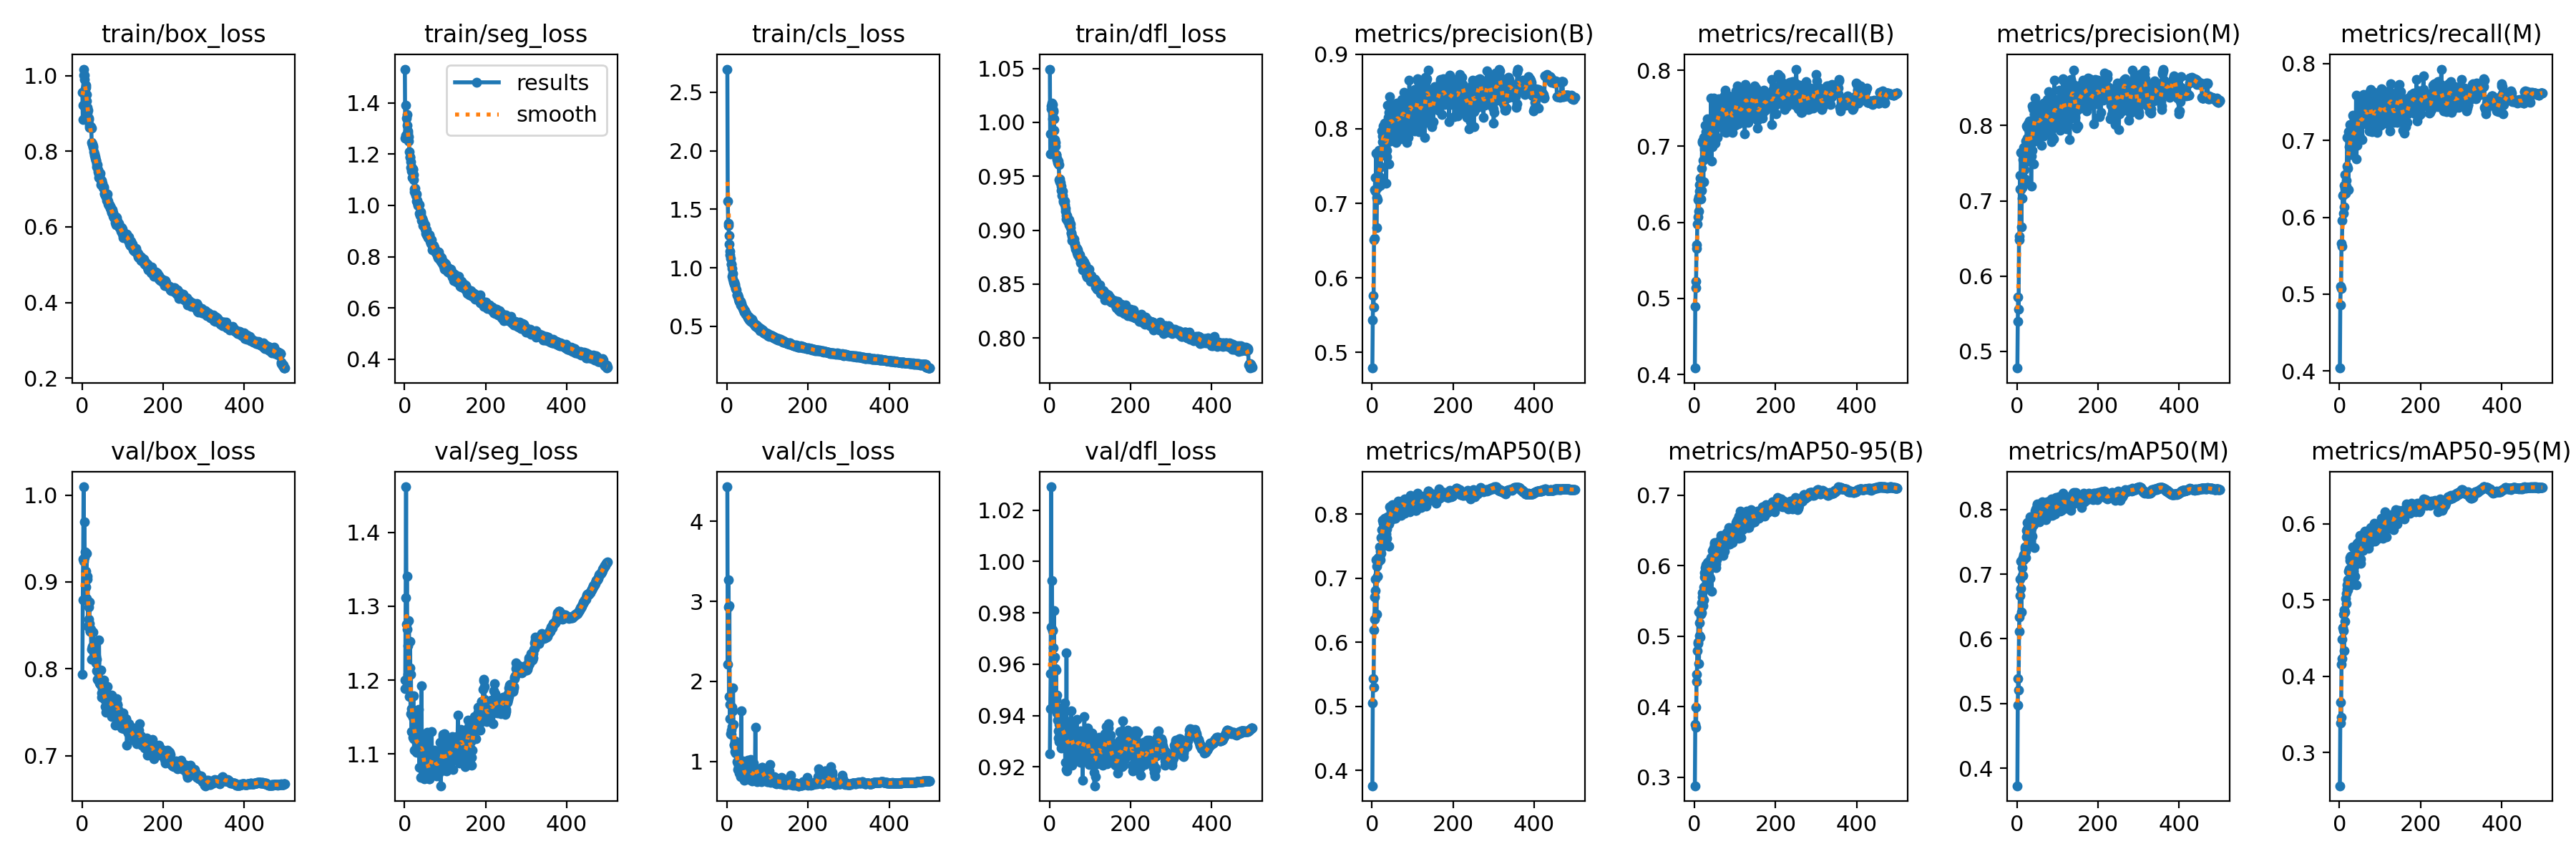 train/box_loss
1.0
0.8
0.6
0.4
0.2
0 200 400
train/seg_loss
results
smooth
1.4
1.2
1.0
0.8
0.6
0.4
0 200 400
train/cls_loss
2.5
2.0
1.5
1.0
0.5
0 200 400
train/dfl_loss
1.05
1.00
0.95
0.90
0.85
0.80
0 200 400
metrics/precision(B)
0.9
0.8
0.7
0.6
0.5
0 200 400
metrics/recall(B)
0.8
0.7
0.6
0.5
0.4
0 200 400
metrics/precision(M)
0.8
0.7
0.6
0.5
0 200 400
metrics/recall(M)
0.8
0.7
0.6
0.5
0.4
0 200 400
val/box_loss
1.0
0.9
0.8
0.7
0 200 400
val/seg_loss
1.4
1.3
1.2
1.1
0 200 400
val/cls_loss
4
3
2
1
0 200 400
val/dfl_loss
1.02
1.00
0.98
0.96
0.94
0.92
0 200 400
metrics/mAP50(B)
0.8
0.7
0.6
0.5
0.4
0 200 400
metrics/mAP50-95(B)
0.7
0.6
0.5
0.4
0.3
0 200 400
metrics/mAP50(M)
0.8
0.7
0.6
0.5
0.4
0 200 400
metrics/mAP50-95(M)
0.6
0.5
0.4
0.3
0 200 400